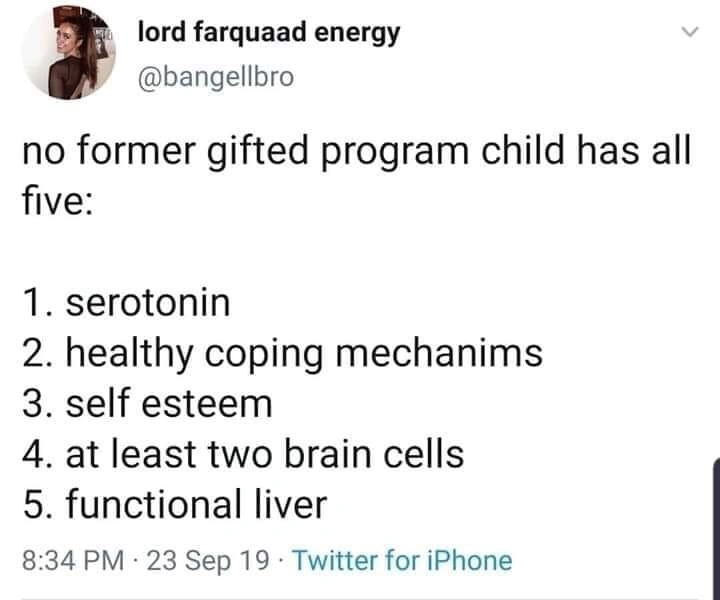 lord farquaad energy
@bangellbro
no former gifted program child has all
five:
1. serotonin
2. healthy coping mechanims
3. self esteem
4. at least two brain cells
5. functional liver
8:34 PM · 23 Sep 19 · Twitter for iPhone